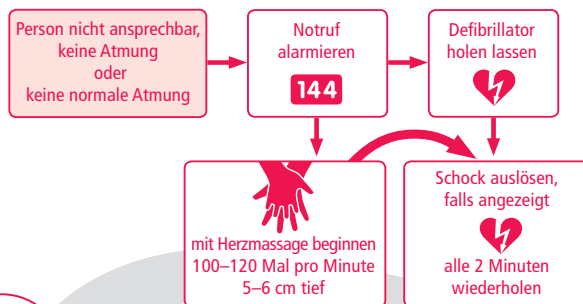 Person nicht ansprechbar,
keine Atmung
oder
keine normale Atmung
Notruf
alarmieren
144
Defibrillator
holen lassen
mit Herzmassage beginnen
100–120 Mal pro Minute
5–6 cm tief
Schock auslösen,
falls angezeigt
alle 2 Minuten
wiederholen